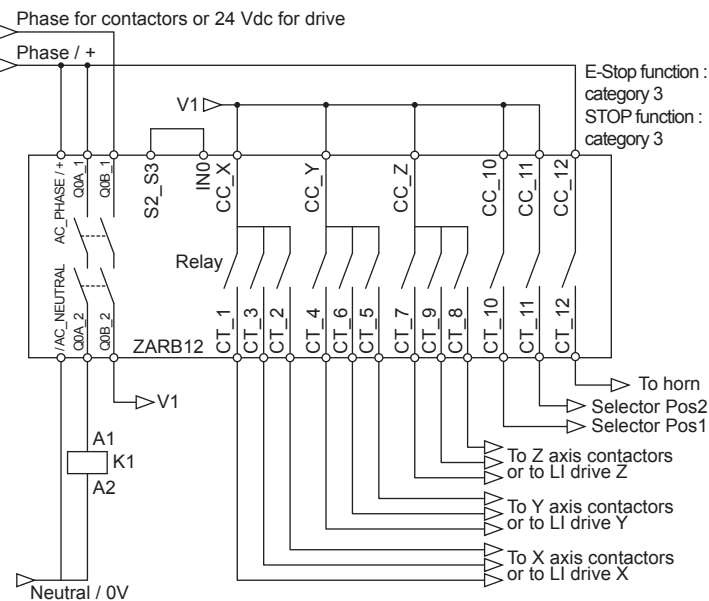 Phase for contactors or 24 Vdc for drive
Phase / +
E-Stop function :
category 3
STOP function :
category 3
V1
AC_PHASE / +
Q0A_1
Q0B_1
S2_S3
IN0
CC_X
CC_Y
CC_Z
CC_10
CC_11
CC_12
Relay
/AC_NEUTRAL
Q0A_2
Q0B_2
ZARB12
CT_1
CT_3
CT_2
CT_4
CT_6
CT_5
CT_7
CT_9
CT_8
CT_10
CT_11
CT_12
To horn
V1
Selector Pos2
Selector Pos1
A1
K1
A2
To Z axis contactors
or to LI drive Z
To Y axis contactors
or to LI drive Y
To X axis contactors
or to LI drive X
Neutral / 0V